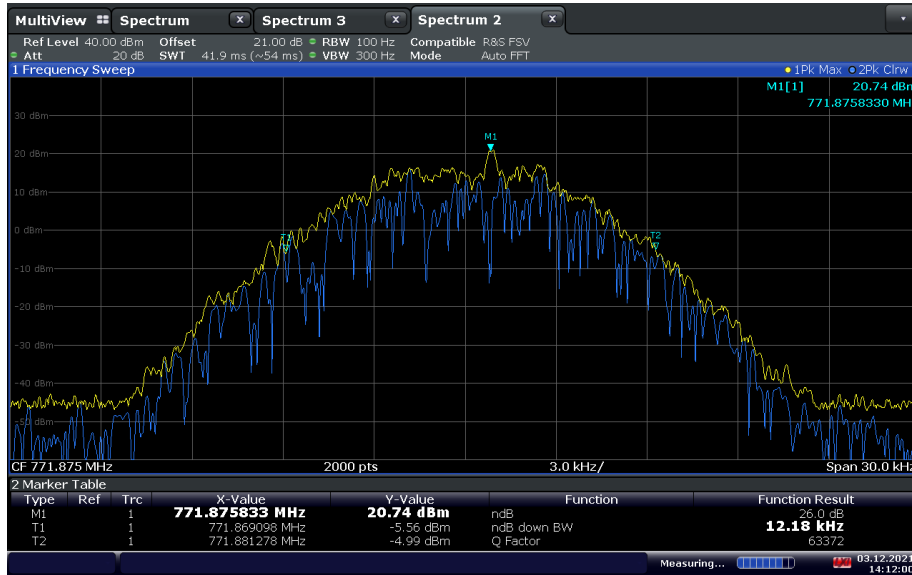 MultiView Spectrum X Spectrum 3 X Spectrum 2 X
Ref Level 40.00 dBm Offset 21.00 dB RBW 100 Hz Compatible R&S FSV
Att 20 dB SWT 41.9 ms (~54 ms) VBW 300 Hz Mode Auto FFT
1 Frequency Sweep 1Pk Max 2Pk Clrw
M1[1] 20.74 dBm
771.8758330 MH
30 dBm
M1
20 dBm
10 dBm
0 dBm
T2
-10 dBm
-20 dBm
-30 dBm
-40 dBm
-50 dBm
CF 771.875 MHz 2000 pts 3.0 kHz/ Span 30.0 kHz
2 Marker Table
Type Ref Trc X-Value Y-Value Function Function Result
M1 1 771.875833 MHz 20.74 dBm ndB 26.0 dB
T1 1 771.869098 MHz -5.56 dBm ndB down BW 12.18 kHz
T2 1 771.881278 MHz -4.99 dBm Q Factor 63372
Measuring... 03.12.2021
14:12:00